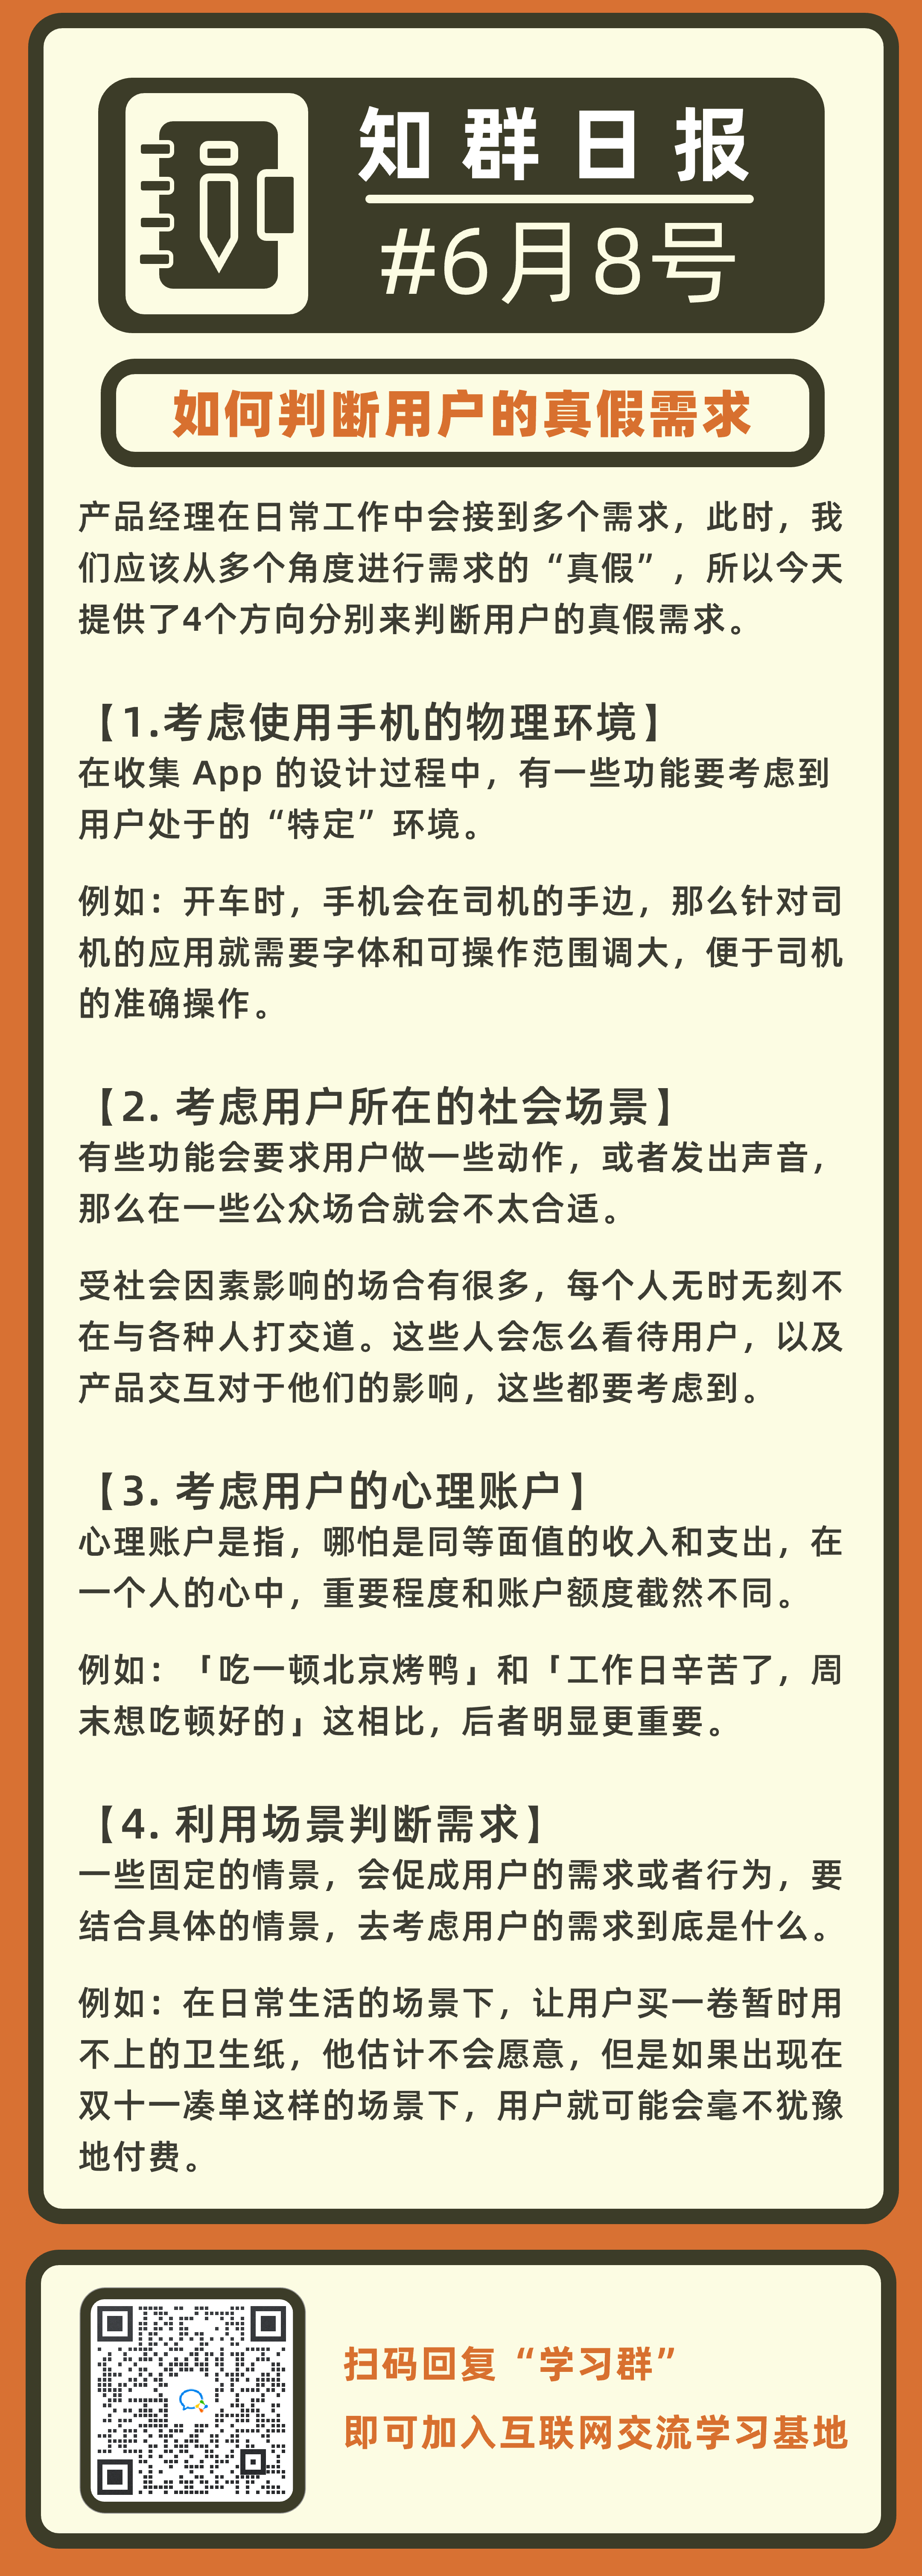 知群日报
#6月8号
如何判断用户的真假需求
产品经理在日常工作中会接到多个需求，此时，我
们应该从多个角度进行需求的“真假”，所以今天
提供了4个方向分别来判断用户的真假需求。
【1.考虑使用手机的物理环境】
在收集 App 的设计过程中，有一些功能要考虑到
用户处于的“特定”环境。
例如：开车时，手机会在司机的手边，那么针对司
机的应用就需要字体和可操作范围调大，便于司机
的准确操作。
【2. 考虑用户所在的社会场景】
有些功能会要求用户做一些动作，或者发出声音，
那么在一些公众场合就会不太合适。
受社会因素影响的场合有很多，每个人无时无刻不
在与各种人打交道。这些人会怎么看待用户，以及
产品交互对于他们的影响，这些都要考虑到。
【3. 考虑用户的心理账户】
心理账户是指，哪怕是同等面值的收入和支出，在
一个人的心中，重要程度和账户额度截然不同。
例如：「吃一顿北京烤鸭」和「工作日辛苦了，周
末想吃顿好的」这相比，后者明显更重要。
【4. 利用场景判断需求】
一些固定的情景，会促成用户的需求或者行为，要
结合具体的情景，去考虑用户的需求到底是什么。
例如：在日常生活的场景下，让用户买一卷暂时用
不上的卫生纸，他估计不会愿意，但是如果出现在
双十一凑单这样的场景下，用户就可能会毫不犹豫
地付费。
扫码回复“学习群”
即可加入互联网交流学习基地